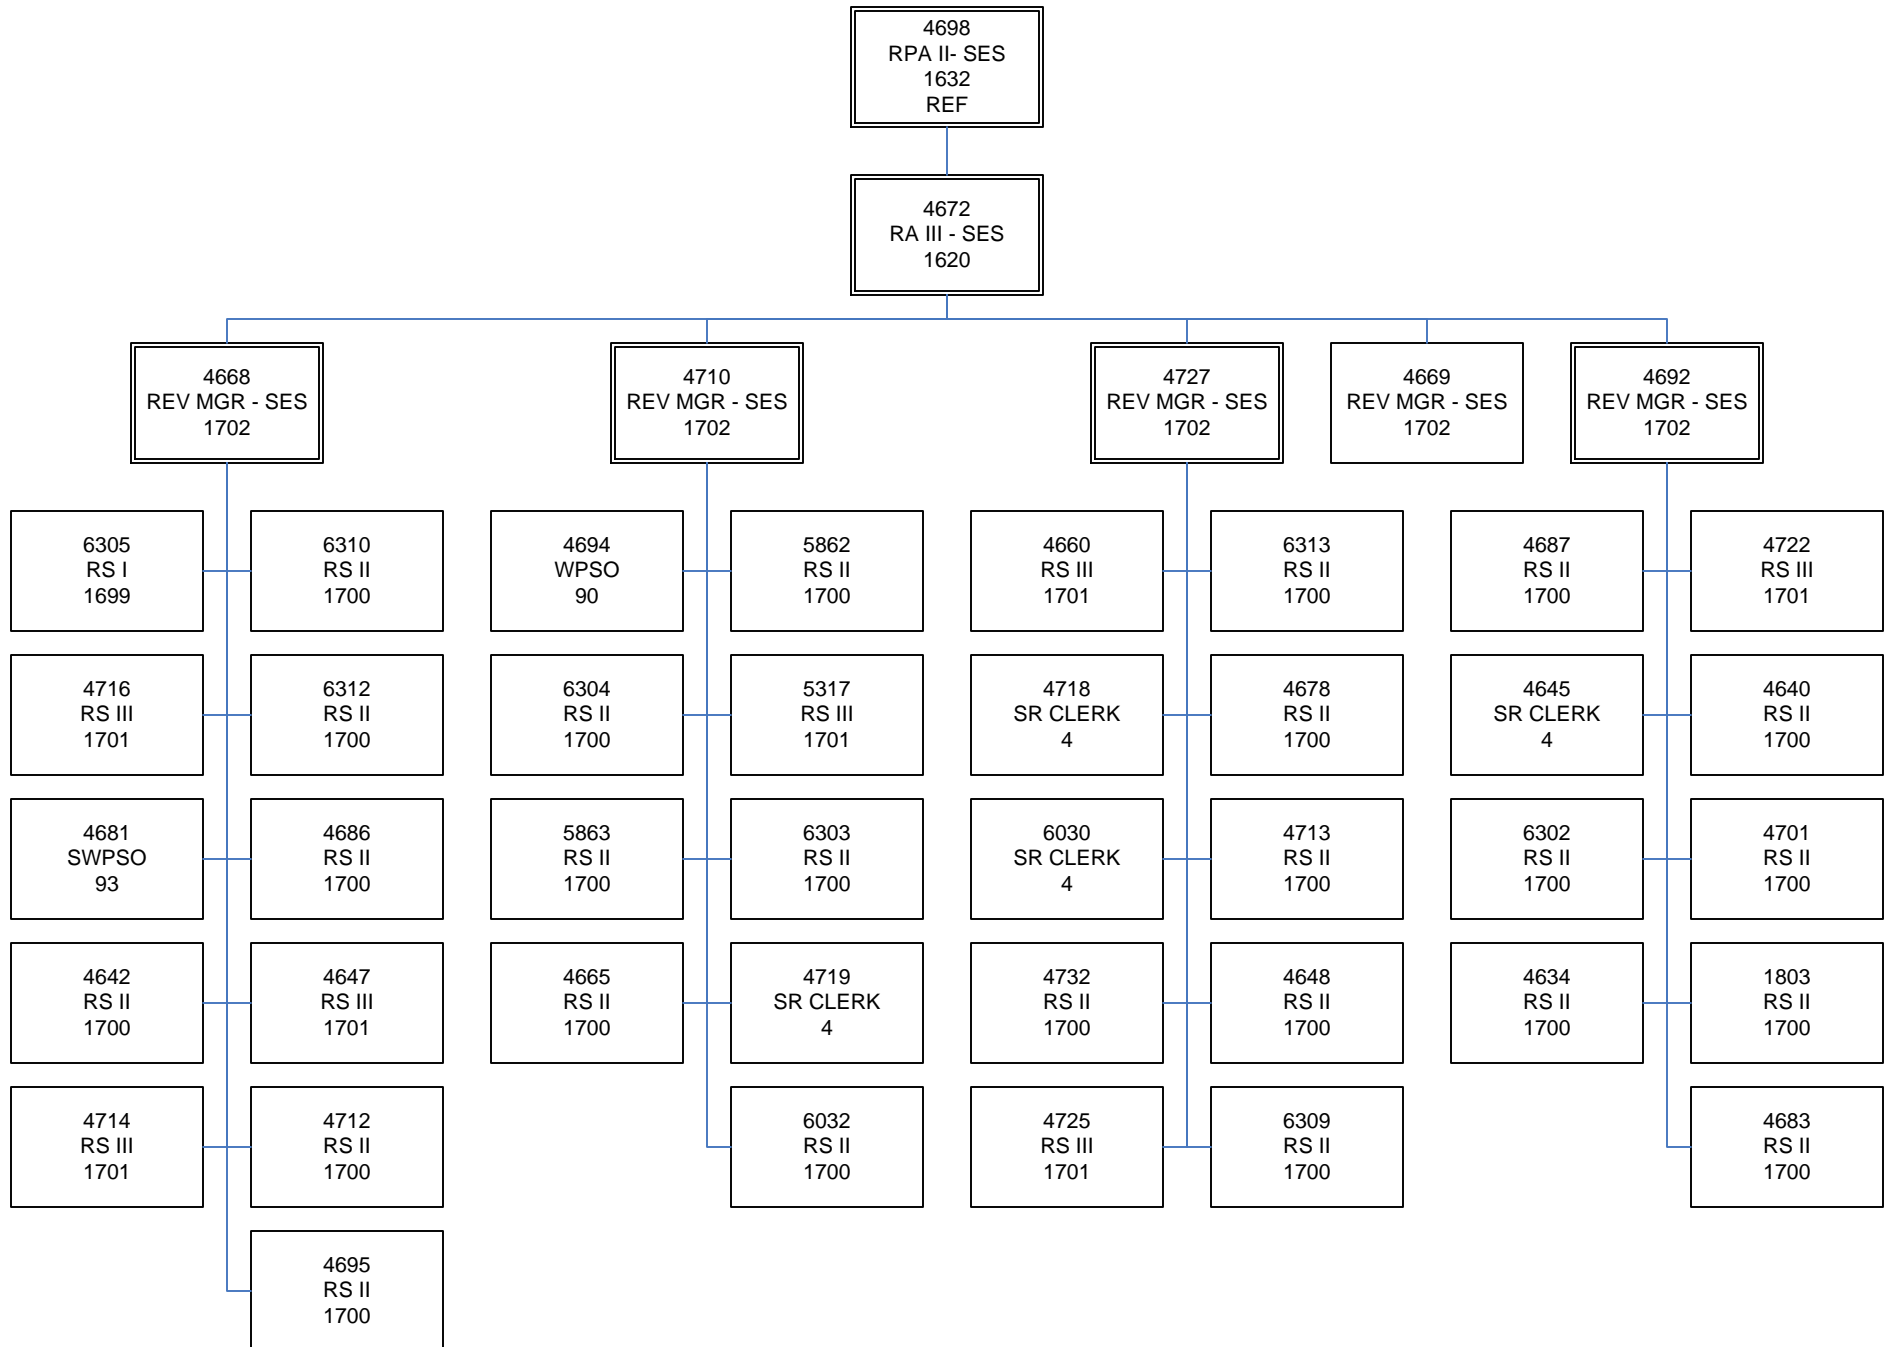 4698
RPA II- SES
1632
REF
4672
RA III - SES
1620
4668
REV MGR - SES
1702
4710
REV MGR - SES
1702
4727
REV MGR - SES
1702
4669
REV MGR - SES
1702
4692
REV MGR - SES
1702
6305
RS I
1699
6310
RS II
1700
4694
WPSO
90
5862
RS II
1700
4660
RS III
1701
6313
RS II
1700
4687
RS II
1700
4722
RS III
1701
4716
RS III
1701
6312
RS II
1700
6304
RS II
1700
5317
RS III
1701
4718
SR CLERK
4
4678
RS II
1700
4645
SR CLERK
4
4640
RS II
1700
4681
SWPSO
93
4686
RS II
1700
5863
RS II
1700
6303
RS II
1700
6030
SR CLERK
4
4713
RS II
1700
6302
RS II
1700
4701
RS II
1700
4642
RS II
1700
4647
RS III
1701
4665
RS II
1700
4719
SR CLERK
4
4732
RS II
1700
4648
RS II
1700
4634
RS II
1700
1803
RS II
1700
4714
RS III
1701
4712
RS II
1700
6032
RS II
1700
4725
RS III
1701
6309
RS II
1700
4683
RS II
1700
4695
RS II
1700